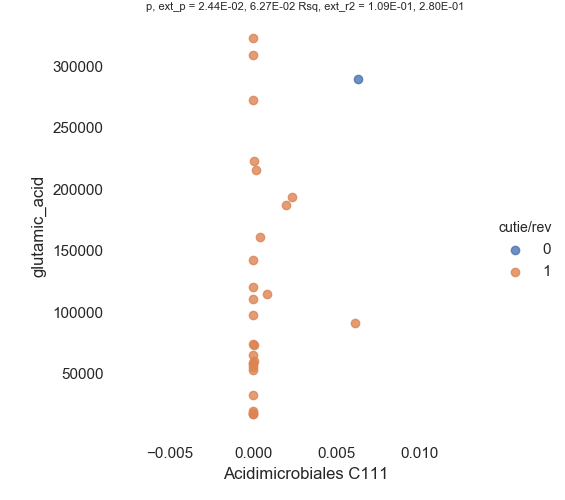 p, ext_p = 2.44E-02, 6.27E-02 Rsq, ext_r2 = 1.09E-01, 2.80E-01
300000
250000
200000
150000
100000
50000
glutamic_acid
−0.005 0.000 0.005 0.010
Acidimicrobiales C111
cutie/rev
0
1